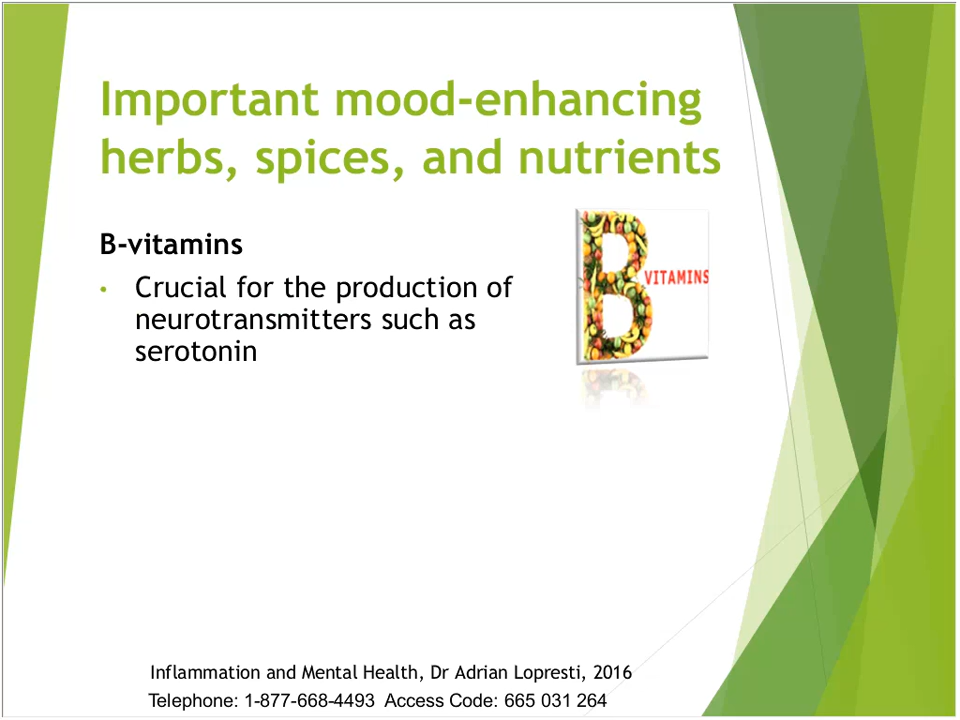 Important mood-enhancing
herbs, spices, and nutrients
B-vitamins
• Crucial for the production of
neurotransmitters such as
serotonin
B
VITAMINS
Inflammation and Mental Health, Dr Adrian Lopresti, 2016
Telephone: 1-877-668-4493 Access Code: 665 031 264